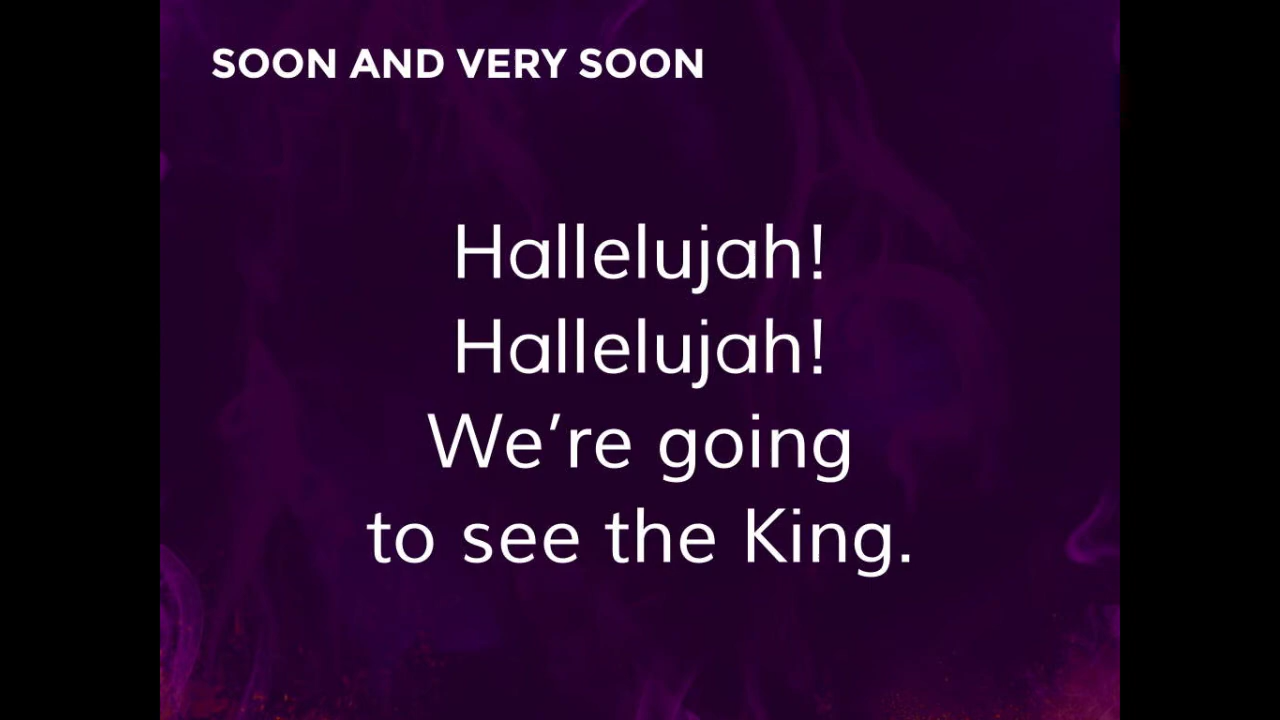 SOON AND VERY SOON
Hallelujah!
Hallelujah!
We’re going
to see the King.